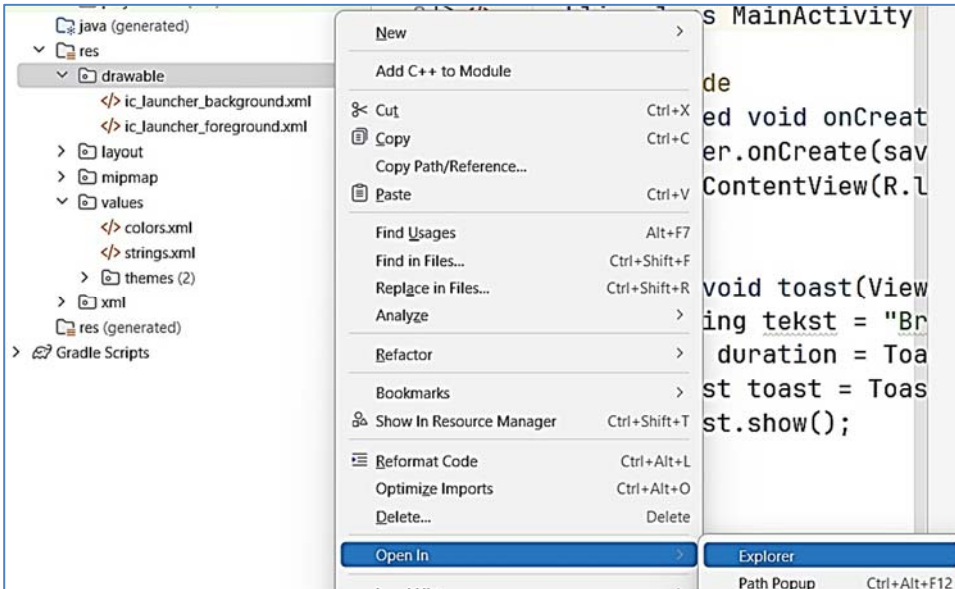 java (generated)
res
drawable
ic_launcher_background.xml
ic_launcher_foreground.xml
layout
mipmap
values
colors.xml
strings.xml
themes (2)
xml
res (generated)
Gradle Scripts
New
Add C++ to Module
Cut Ctrl+X
Copy Ctrl+C
Copy Path/Reference...
Paste Ctrl+V
Find Usages Alt+F7
Find in Files... Ctrl+Shift+F
Replace in Files... Ctrl+Shift+R
Analyze
Refactor
Bookmarks
Show In Resource Manager Ctrl+Shift+T
Reformat Code Ctrl+Alt+L
Optimize Imports Ctrl+Alt+O
Delete... Delete
Open In
Explorer
Path Popup Ctrl+Alt+F12
s MainActivity
de
ed void onCreat
er.onCreate(sav
ContentView(R.l
void toast(View
ing tekst = "Br
duration = Toa
st toast = Toas
st.show();